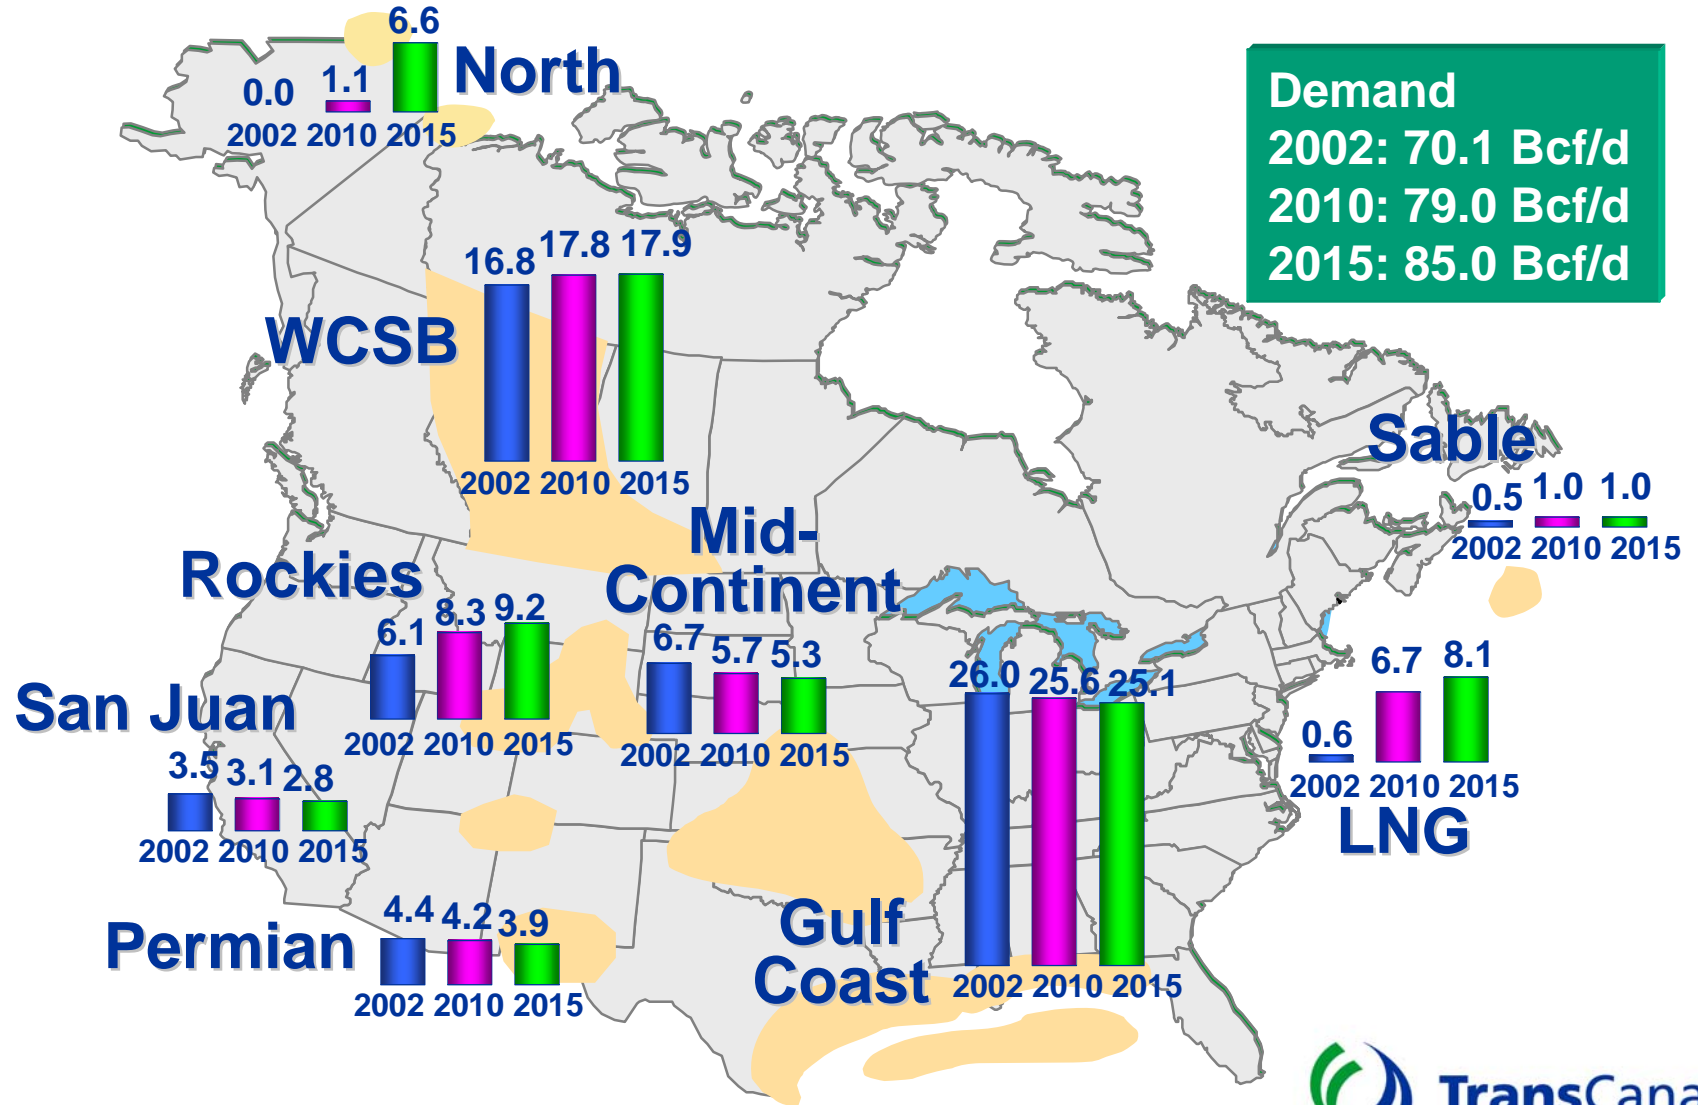 6.6
North
0.0 1.1
2002 2010 2015
Demand
2002: 70.1 Bcf/d
2010: 79.0 Bcf/d
2015: 85.0 Bcf/d
16.8 17.8 17.9
WCSB
2002 2010 2015
Sable
0.5 1.0 1.0
2002 2010 2015
Mid-
Continent
6.7 5.7 5.3
2002 2010 2015
Rockies
6.1 8.3 9.2
2002 2010 2015
San Juan
3.5 3.1 2.8
2002 2010 2015
26.0 25.6 25.1
Gulf
Coast
2002 2010 2015
0.6 6.7 8.1
2002 2010 2015
LNG
Permian
4.4 4.2 3.9
2002 2010 2015
TransCana